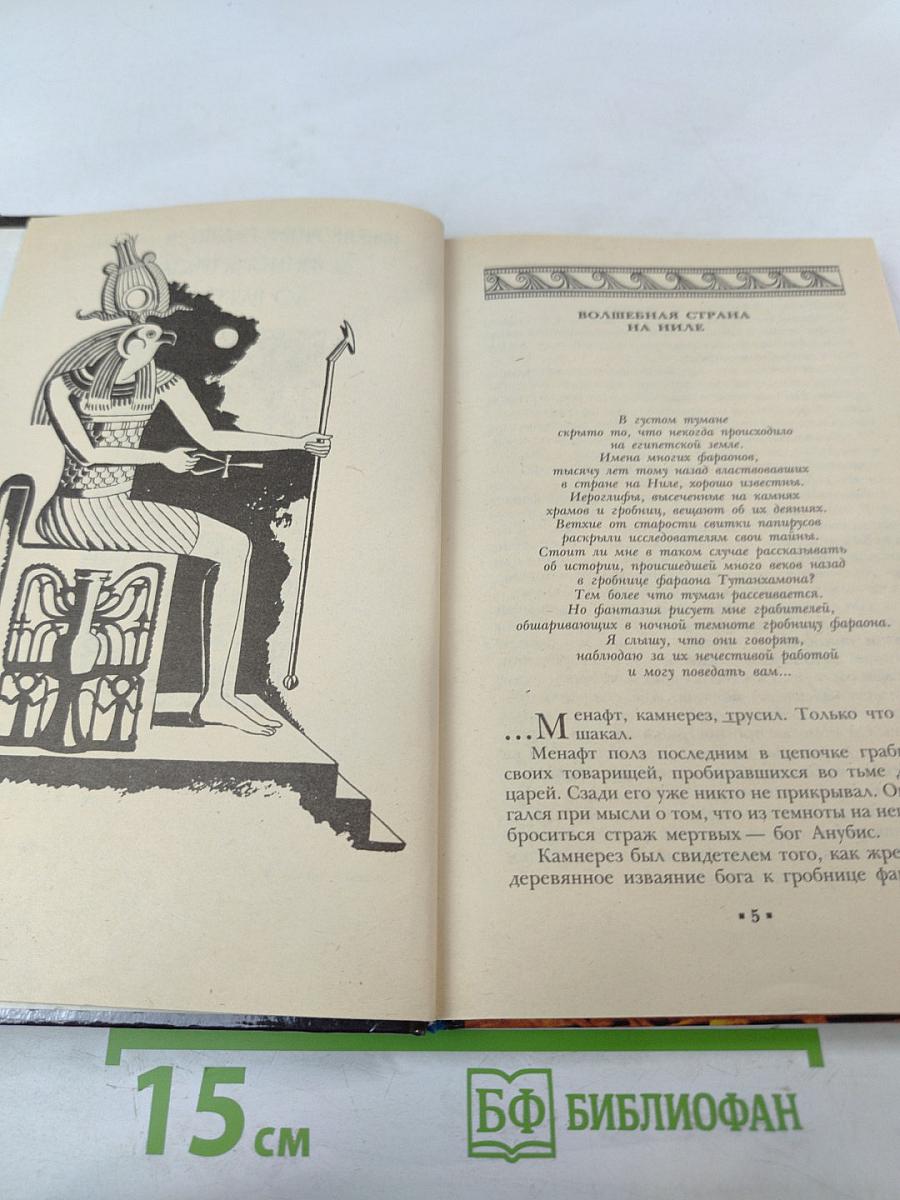 ВОЛШЕБНАЯ СТРАНА
НА НИЛЕ
В густом тумане
скрыто то, что некогда происходило
на египетской земле.
Имена многих фараонов,
тысячу лет тому назад властвовавших
в стране на Ниле, хорошо известны.
Иероглифы, высеченные на камнях
храмов и гробниц, вещают об их деяниях.
Ветхие от старости свитки папирусов
раскрыли исследователям свои тайны.
Стоит ли мне в таком случае рассказывать
об истории, происшедшей много веков назад
в гробнице фараона Тутанхамона?
Тем более что туман рассеивается.
Но фантазия рисует мне грабителей,
обшаривающих в ночной темноте гробницу фараона.
Я слышу, что они говорят,
наблюдаю за их нечестивой работой
и могу поведать вам...
...Менафт, камнерез, трусил. Только что
шакал.
Менафт полз последним в цепочке граб
своих товарищей, пробиравшихся во тьме д
царей. Сзади его уже никто не прикрывал. О
гался при мысли о том, что из темноты на не
броситься страж мертвых — бог Анубис.
Камнерез был свидетелем того, как жре
деревянное изваяние бога к гробнице фа
5
15 см
БФ БИБЛИОФАН